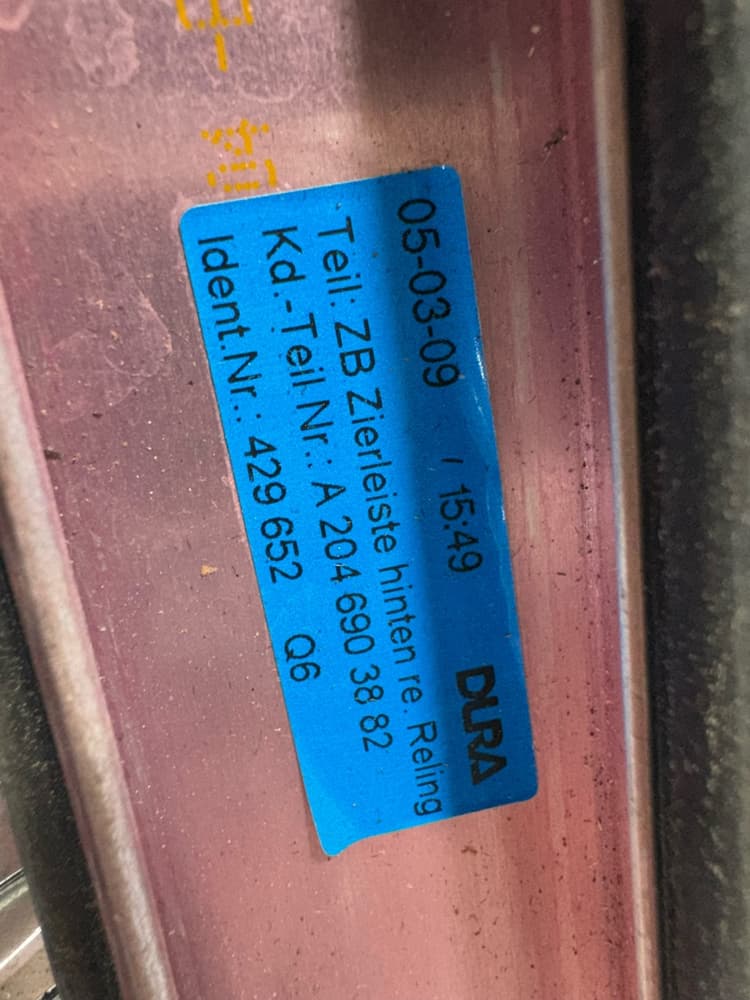 05-03-09 / 15:49 DURA
Teil: ZB Zierleiste hinten re. Reling
Kd.-Teil.Nr.: A 204 690 38 82
Ident.Nr.: 429 652 Q6